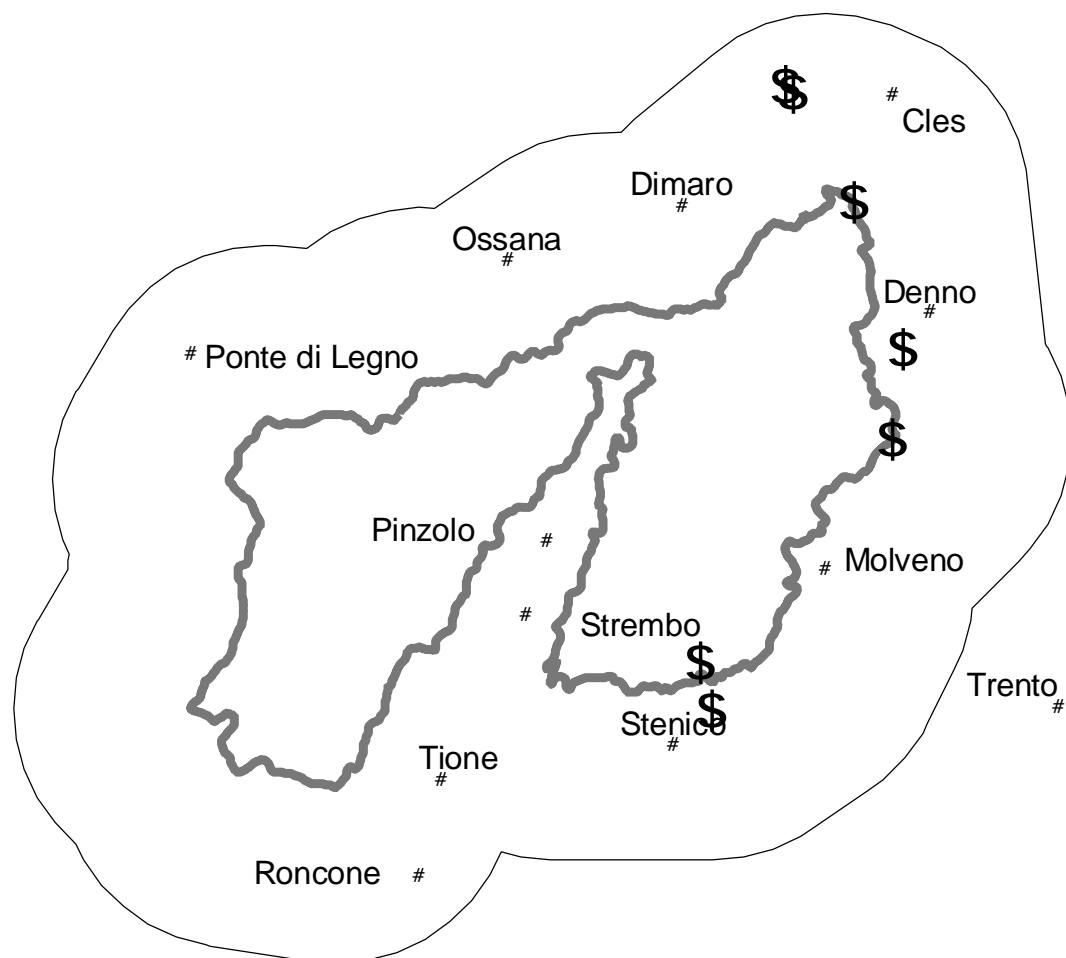 $ $
#
Cles
Dimaro
#
$
Ossana
#
Denno
#
$
# Ponte di Legno
$
Pinzolo
#
# Molveno
#
Strembo
$
Trento
#
$
Stenico
#
Tione
#
Roncone #